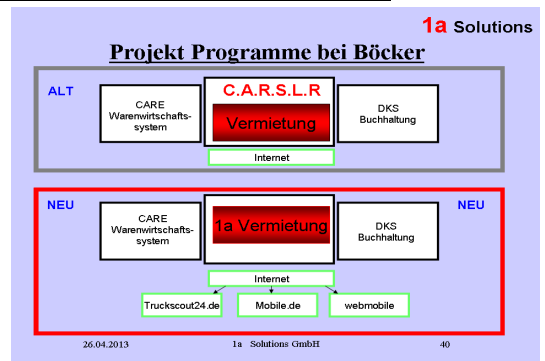 1a Solutions
Projekt Programme bei Böcker
ALT
CARE
Warenwirtschafts-
system
C.A.R.S.L.R
Vermietung
DKS
Buchhaltung
Internet
NEU
NEU
CARE
Warenwirtschafts-
system
1a Vermietung
DKS
Buchhaltung
Internet
Truckscout24.de
Mobile.de
webmobile
26.04.2013
1a Solutions GmbH
40